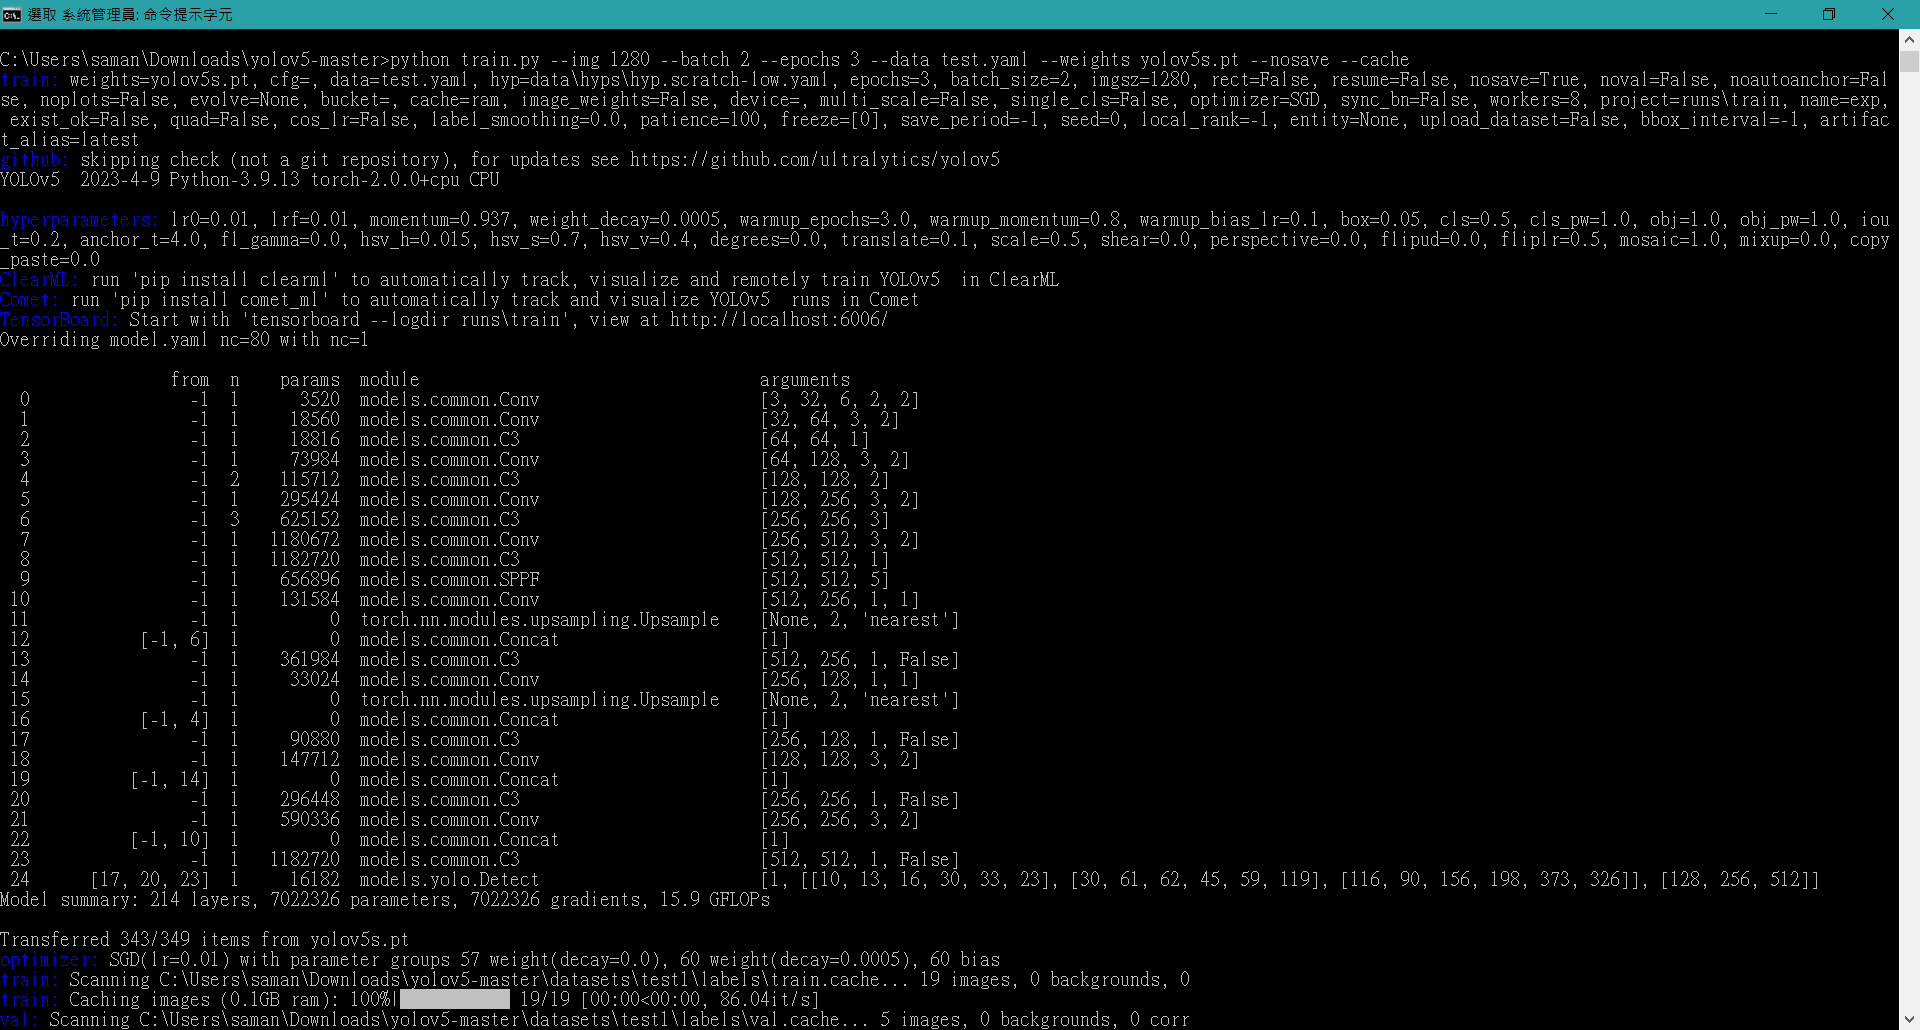 選取 系統管理員: 命令提示字元
C:\Users\saman\Downloads\yolov5-master>python train.py --img 1280 --batch 2 --epochs 3 --data test.yaml --weights yolov5s.pt --nosave --cache
train: weights=yolov5s.pt, cfg=, data=test.yaml, hyp=data\hyps\hyp.scratch-low.yaml, epochs=3, batch_size=2, imgsz=1280, rect=False, resume=False, nosave=True, noval=False, noautoanchor=Fal
se, noplots=False, evolve=None, bucket=, cache=ram, image_weights=False, device=, multi_scale=False, single_cls=False, optimizer=SGD, sync_bn=False, workers=8, project=runs\train, name=exp,
 exist_ok=False, quad=False, cos_lr=False, label_smoothing=0.0, patience=100, freeze=[0], save_period=-1, seed=0, local_rank=-1, entity=None, upload_dataset=False, bbox_interval=-1, artifac
t_alias=latest
github: skipping check (not a git repository), for updates see https://github.com/ultralytics/yolov5
YOLOv5  2023-4-9 Python-3.9.13 torch-2.0.0+cpu CPU
hyperparameters: lr0=0.01, lrf=0.01, momentum=0.937, weight_decay=0.0005, warmup_epochs=3.0, warmup_momentum=0.8, warmup_bias_lr=0.1, box=0.05, cls=0.5, cls_pw=1.0, obj=1.0, obj_pw=1.0, iou
_t=0.2, anchor_t=4.0, fl_gamma=0.0, hsv_h=0.015, hsv_s=0.7, hsv_v=0.4, degrees=0.0, translate=0.1, scale=0.5, shear=0.0, perspective=0.0, flipud=0.0, fliplr=0.5, mosaic=1.0, mixup=0.0, copy
_paste=0.0
ClearML: run 'pip install clearml' to automatically track, visualize and remotely train YOLOv5  in ClearML
Comet: run 'pip install comet_ml' to automatically track and visualize YOLOv5  runs in Comet
TensorBoard: Start with 'tensorboard --logdir runs\train', view at http://localhost:6006/
Overriding model.yaml nc=80 with nc=1
from  n    params  module                                  arguments
0                -1  1      3520  models.common.Conv                      [3, 32, 6, 2, 2]
1                -1  1     18560  models.common.Conv                      [32, 64, 3, 2]
2                -1  1     18816  models.common.C3                        [64, 64, 1]
3                -1  1     73984  models.common.Conv                      [64, 128, 3, 2]
4                -1  2    115712  models.common.C3                        [128, 128, 2]
5                -1  1    295424  models.common.Conv                      [128, 256, 3, 2]
6                -1  3    625152  models.common.C3                        [256, 256, 3]
7                -1  1   1180672  models.common.Conv                      [256, 512, 3, 2]
8                -1  1   1182720  models.common.C3                        [512, 512, 1]
9                -1  1    656896  models.common.SPPF                      [512, 512, 5]
10                -1  1    131584  models.common.Conv                      [512, 256, 1, 1]
11                -1  1         0  torch.nn.modules.upsampling.Upsample    [None, 2, 'nearest']
12           [-1, 6]  1         0  models.common.Concat                    [1]
13                -1  1    361984  models.common.C3                        [512, 256, 1, False]
14                -1  1     33024  models.common.Conv                      [256, 128, 1, 1]
15                -1  1         0  torch.nn.modules.upsampling.Upsample    [None, 2, 'nearest']
16           [-1, 4]  1         0  models.common.Concat                    [1]
17                -1  1     90880  models.common.C3                        [256, 128, 1, False]
18                -1  1    147712  models.common.Conv                      [128, 128, 3, 2]
19          [-1, 14]  1         0  models.common.Concat                    [1]
20                -1  1    296448  models.common.C3                        [256, 256, 1, False]
21                -1  1    590336  models.common.Conv                      [256, 256, 3, 2]
22          [-1, 10]  1         0  models.common.Concat                    [1]
23                -1  1   1182720  models.common.C3                        [512, 512, 1, False]
24      [17, 20, 23]  1     16182  models.yolo.Detect                      [1, [[10, 13, 16, 30, 33, 23], [30, 61, 62, 45, 59, 119], [116, 90, 156, 198, 373, 326]], [128, 256, 512]]
Model summary: 214 layers, 7022326 parameters, 7022326 gradients, 15.9 GFLOPs
Transferred 343/349 items from yolov5s.pt
optimizer: SGD(lr=0.01) with parameter groups 57 weight(decay=0.0), 60 weight(decay=0.0005), 60 bias
train: Scanning C:\Users\saman\Downloads\yolov5-master\datasets\test1\labels\train.cache... 19 images, 0 backgrounds, 0
train: Caching images (0.1GB ram): 100%| 19/19 [00:00<00:00, 86.04it/s]
val: Scanning C:\Users\saman\Downloads\yolov5-master\datasets\test1\labels\val.cache... 5 images, 0 backgrounds, 0 corr